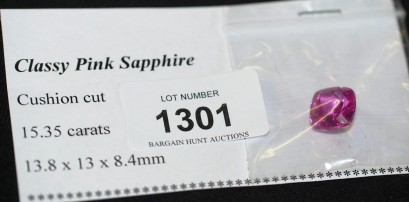 Classy Pink Sapphire
Cushion cut
15.35 carats
13.8 x 13 x 8.4mm
LOT NUMBER
1301
BARGAIN HUNT AUCTIONS